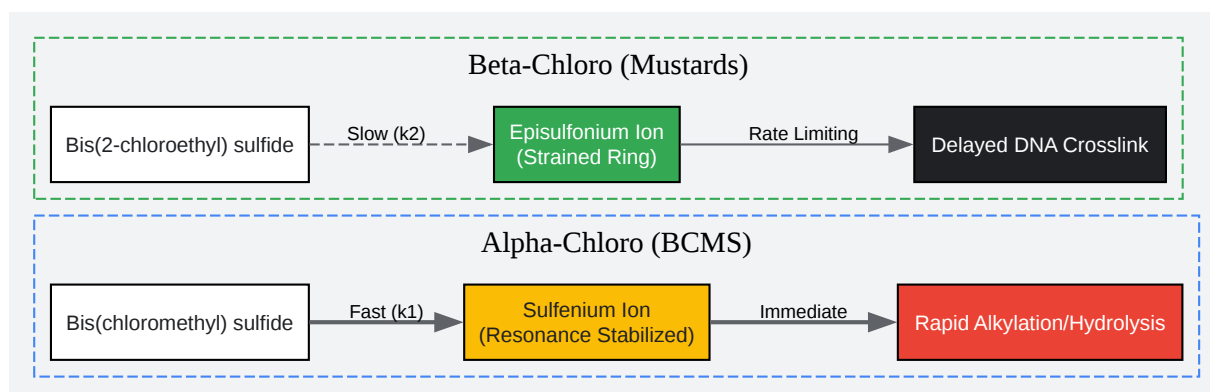 Beta-Chloro (Mustards)
Bis(2-chloroethyl) sulfide
Slow (k2)
Episulfonium Ion
(Strained Ring)
Rate Limiting
Delayed DNA Crosslink
Alpha-Chloro (BCMS)
Bis(chloromethyl) sulfide
Fast (k1)
Sulfenium Ion
(Resonance Stabilized)
Immediate
Rapid Alkylation/Hydrolysis